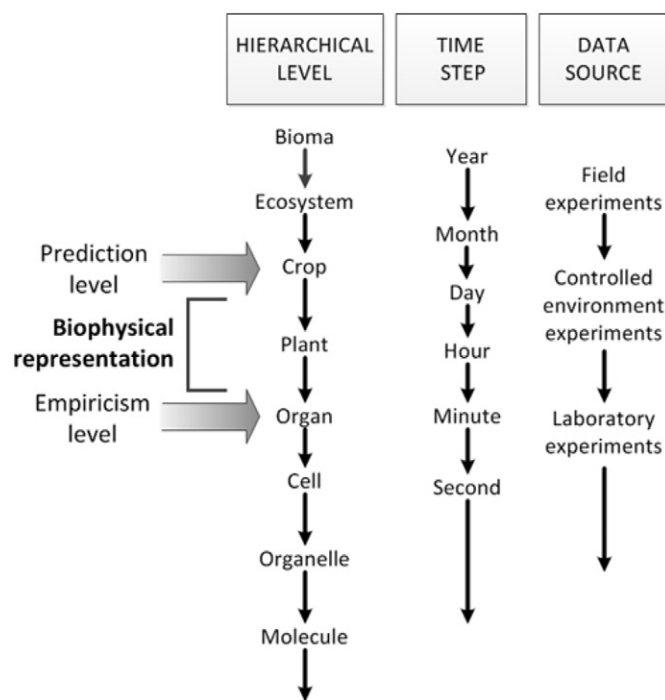 HIERARCHICAL
LEVEL
TIME
STEP
DATA
SOURCE
Bioma
Ecosystem
Crop
Plant
Organ
Cell
Organelle
Molecule
Prediction
level
Biophysical
representation
Empiricism
level
Year
Month
Day
Hour
Minute
Second
Field
experiments
Controlled
environment
experiments
Laboratory
experiments